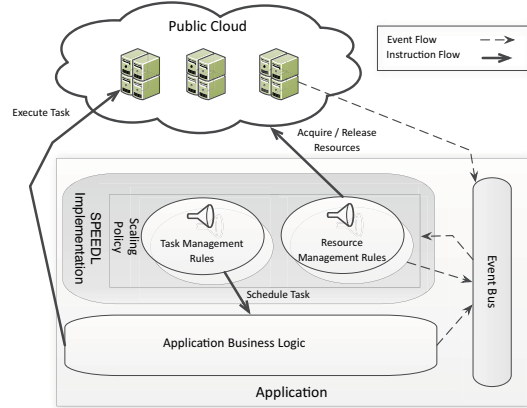 Public Cloud
Event Flow
Instruction Flow
Execute Task
Acquire / Release
Resources
SPEEDL
Implementation
Scaling
Policy
Task Management
Rules
Resource
Management Rules
Event Bus
Schedule Task
Application Business Logic
Application